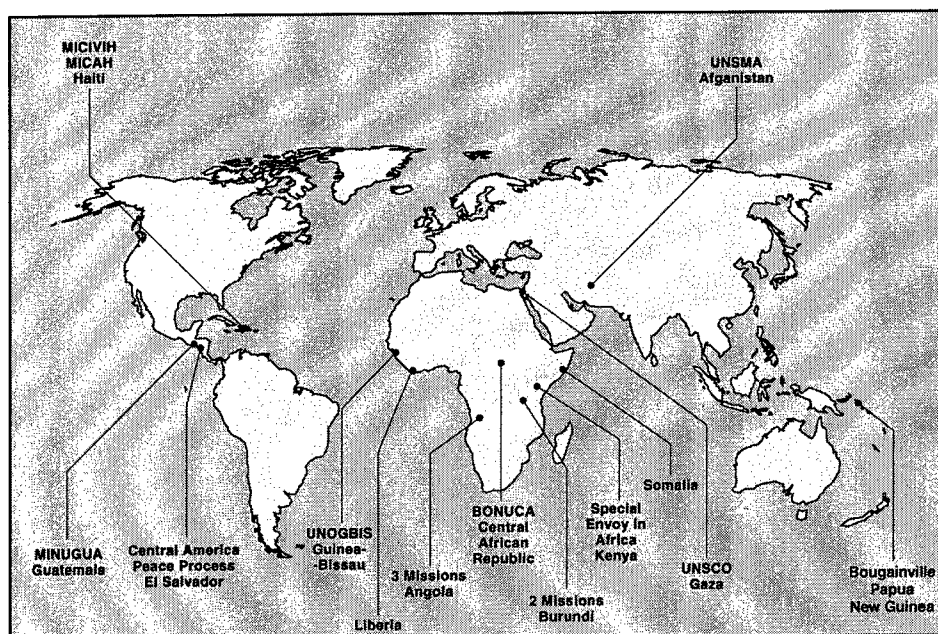 MICIVIH
MICAH
Haiti
UNSMA
Afganistan
MINUGUA
Guatemala
Central America
Peace Process
El Salvador
UNOGBIS
Guinea-
-Bissau
Liberia
3 Missions
Angola
BONUCA
Central
African
Republic
2 Missions
Burundi
Special
Envoy in
Africa
Kenya
Somalia
UNSCO
Gaza
Bougainville
Papua
New Guinea